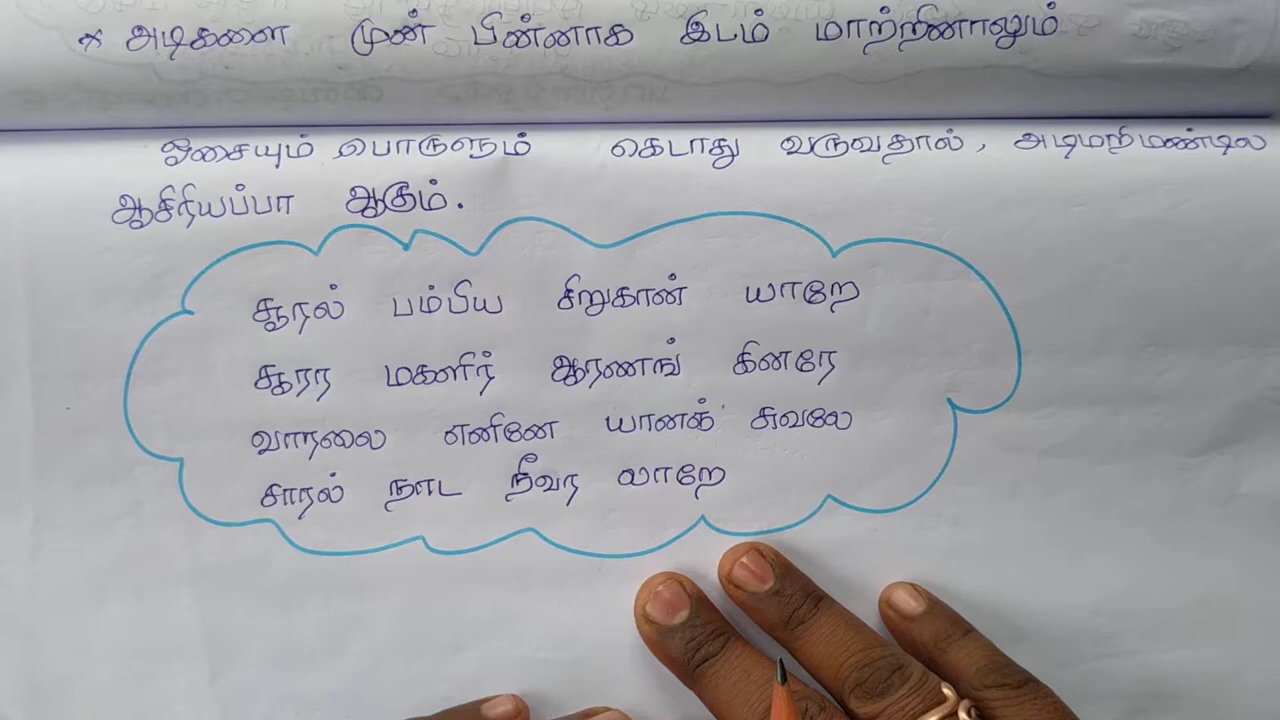 * அடிகளை முன் பின்னாக இடம் மாற்றினாலும்
ஓசையும் பொருளும் கெடாது வருவதால், அடிமறிமண்டில
ஆசிரியப்பா ஆகும்.
சூரல் பம்பிய சிறுகான் யாறே
சூரர மகளிர் ஆரணங் கினரே
வாரலை எனினே யானஞ் சுவலே
சாரல் நாட நீவர லாறே